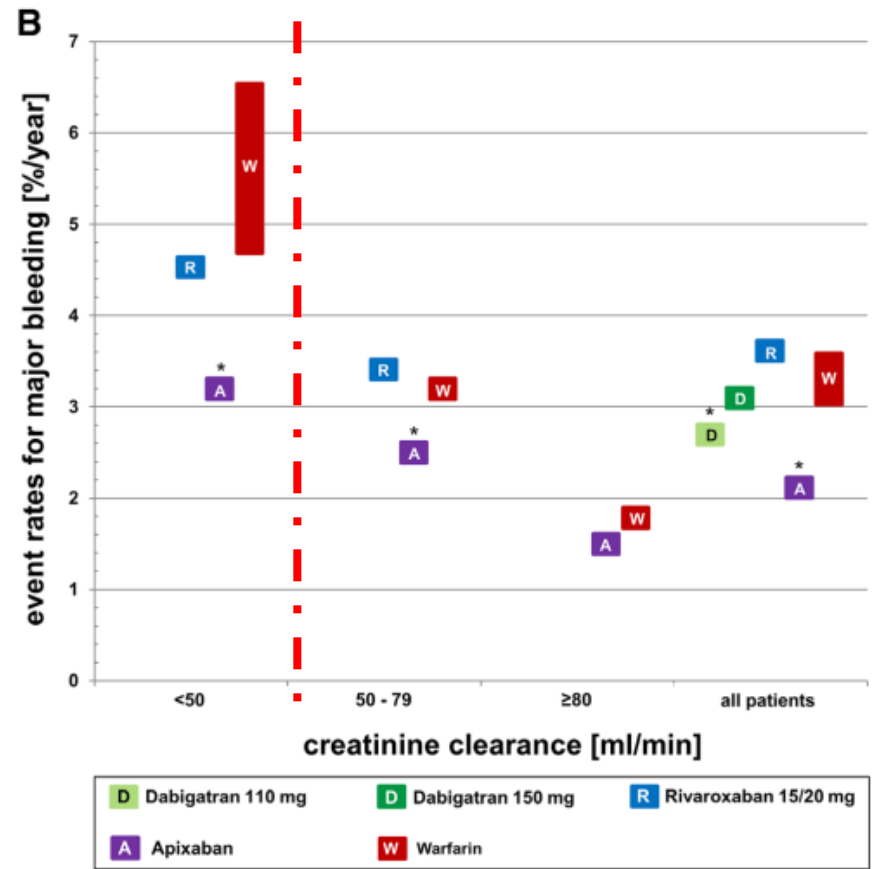 B
event rates for major bleeding [%/year]
7
6
5
4
3
2
1
0
W
R
*
A
R
W
*
A
W
A
R
D
W
*
D
*
A
<50
50 - 79
≥80
all patients
creatinine clearance [ml/min]
D Dabigatran 110 mg
D Dabigatran 150 mg
R Rivaroxaban 15/20 mg
A Apixaban
W Warfarin